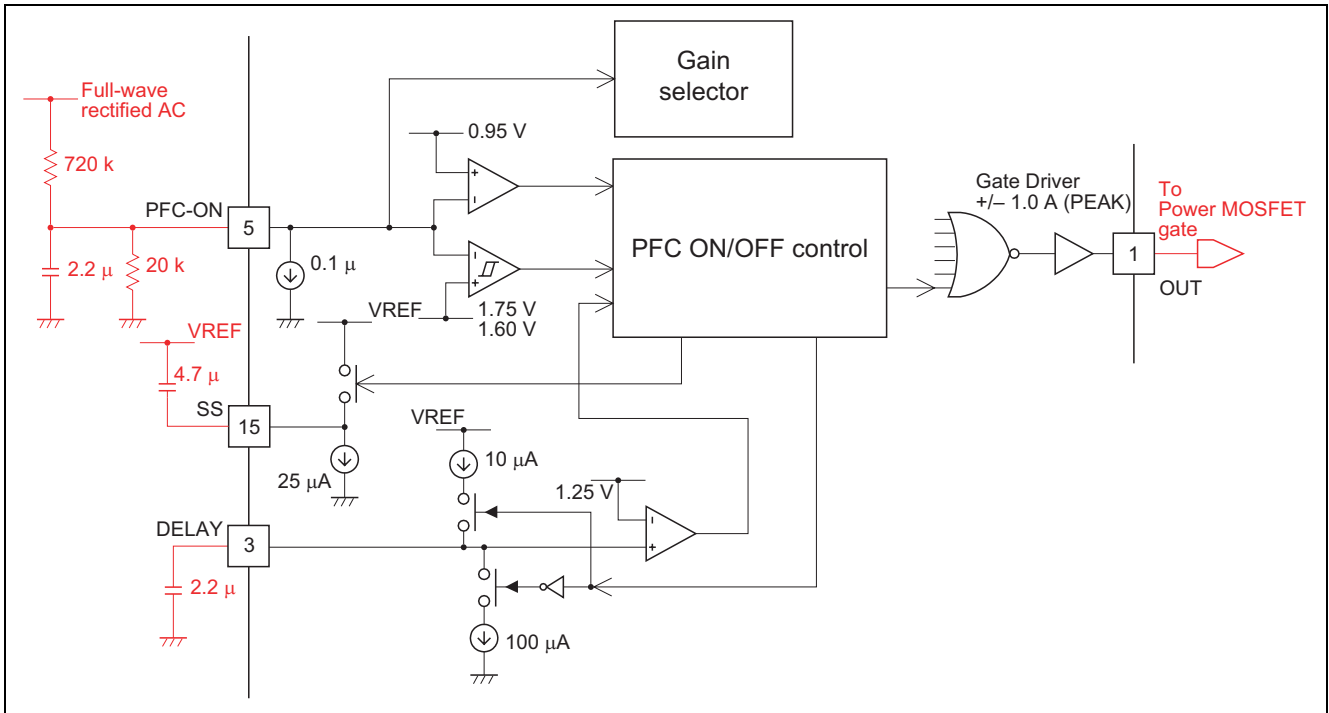 Full-wave
rectified AC
720 k
PFC-ON
5
2.2 μ
20 k
0.1 μ
Gain
selector
0.95 V
+
−
−
+
1.75 V
1.60 V
VREF
PFC ON/OFF control
Gate Driver
+/– 1.0 A (PEAK)
1
OUT
To
Power MOSFET
gate
VREF
4.7 μ
SS
15
25 μA
VREF
10 μA
1.25 V
−
+
DELAY
3
2.2 μ
100 μA